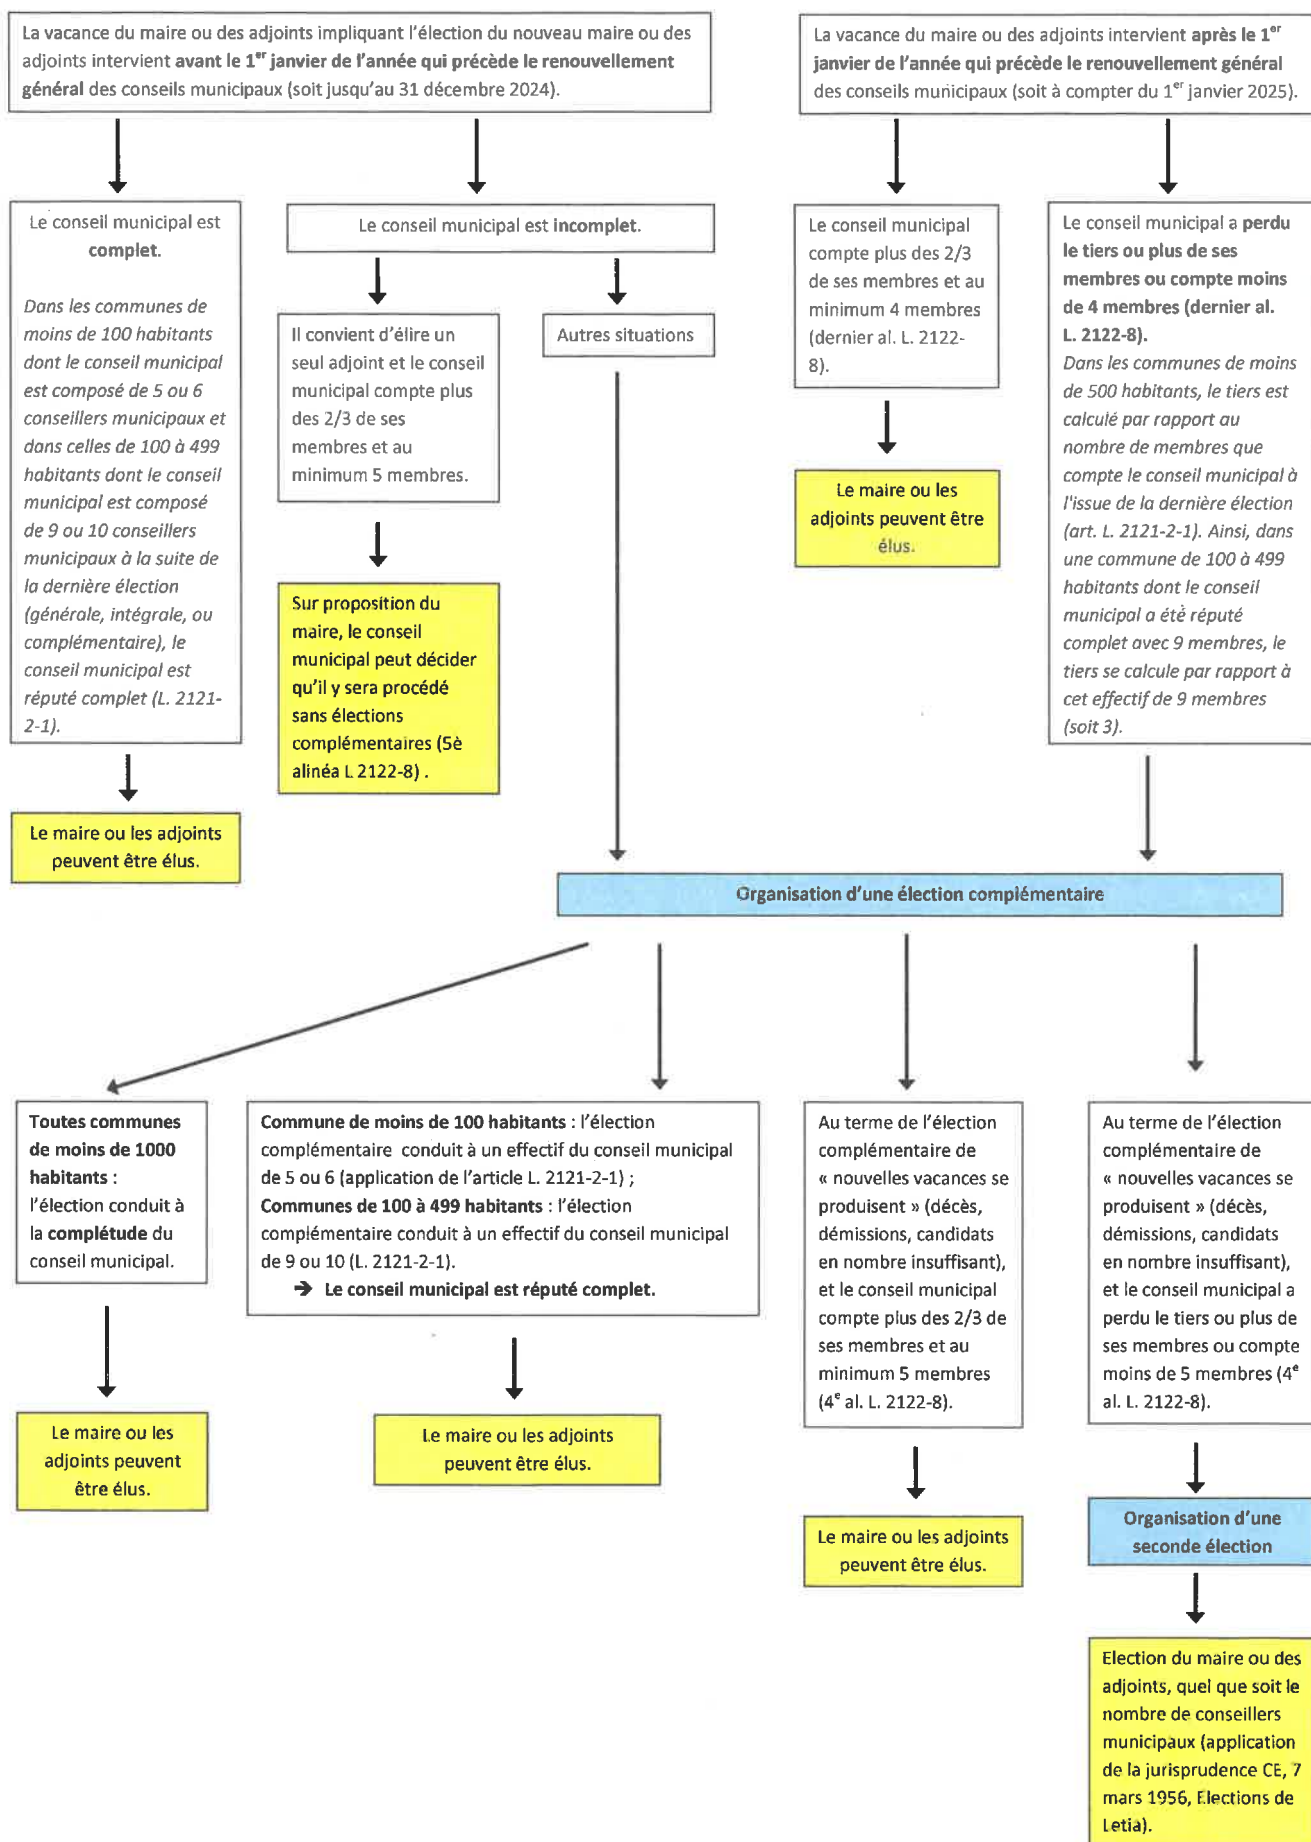 La vacance du maire ou des adjoints impliquant l'élection du nouveau maire ou des
adjoints intervient avant le 1er janvier de l'année qui précède le renouvellement
général des conseils municipaux (soit jusqu'au 31 décembre 2024).
La vacance du maire ou des adjoints intervient après le 1er
janvier de l'année qui précède le renouvellement général
des conseils municipaux (soit à compter du 1er janvier 2025).
Le conseil municipal est
complet.
Dans les communes de
moins de 100 habitants
dont le conseil municipal
est composé de 5 ou 6
conseillers municipaux et
dans celles de 100 à 499
habitants dont le conseil
municipal est composé
de 9 ou 10 conseillers
municipaux à la suite de
la dernière élection
(générale, intégrale, ou
complémentaire), le
conseil municipal est
réputé complet (L. 2121-
2-1).
Le maire ou les adjoints
peuvent être élus.
Le conseil municipal est incomplet.
Il convient d'élire un
seul adjoint et le conseil
municipal compte plus
des 2/3 de ses
membres et au
minimum 5 membres.
Sur proposition du
maire, le conseil
municipal peut décider
qu'il y sera procédé
sans élections
complémentaires (5è
alinéa L 2122-8) .
Autres situations
Le conseil municipal
compte plus des 2/3
de ses membres et au
minimum 4 membres
(dernier al. L. 2122-
8).
Le maire ou les
adjoints peuvent être
élus.
Le conseil municipal a perdu
le tiers ou plus de ses
membres ou compte moins
de 4 membres (dernier al.
L. 2122-8).
Dans les communes de moins
de 500 habitants, le tiers est
calculé par rapport au
nombre de membres que
compte le conseil municipal à
l'issue de la dernière élection
(art. L. 2121-2-1). Ainsi, dans
une commune de 100 à 499
habitants dont le conseil
municipal a été réputé
complet avec 9 membres, le
tiers se calcule par rapport à
cet effectif de 9 membres
(soit 3).
Organisation d'une élection complémentaire
Toutes communes
de moins de 1000
habitants :
l'élection conduit à
la complétude du
conseil municipal.
Le maire ou les
adjoints peuvent
être élus.
Commune de moins de 100 habitants : l'élection
complémentaire conduit à un effectif du conseil municipal
de 5 ou 6 (application de l'article L. 2121-2-1) ;
Communes de 100 à 499 habitants : l'élection
complémentaire conduit à un effectif du conseil municipal
de 9 ou 10 (L. 2121-2-1).
➔ Le conseil municipal est réputé complet.
Le maire ou les adjoints
peuvent être élus.
Au terme de l'élection
complémentaire de
« nouvelles vacances se
produisent » (décès,
démissions, candidats
en nombre insuffisant),
et le conseil municipal
compte plus des 2/3 de
ses membres et au
minimum 5 membres
(4e al. L. 2122-8).
Le maire ou les adjoints
peuvent être élus.
Au terme de l'élection
complémentaire de
« nouvelles vacances se
produisent » (décès,
démissions, candidats
en nombre insuffisant),
et le conseil municipal a
perdu le tiers ou plus de
ses membres ou compte
moins de 5 membres (4e
al. L. 2122-8).
Organisation d'une
seconde élection
Election du maire ou des
adjoints, quel que soit le
nombre de conseillers
municipaux (application
de la jurisprudence CE, 7
mars 1956, Elections de
Letia).